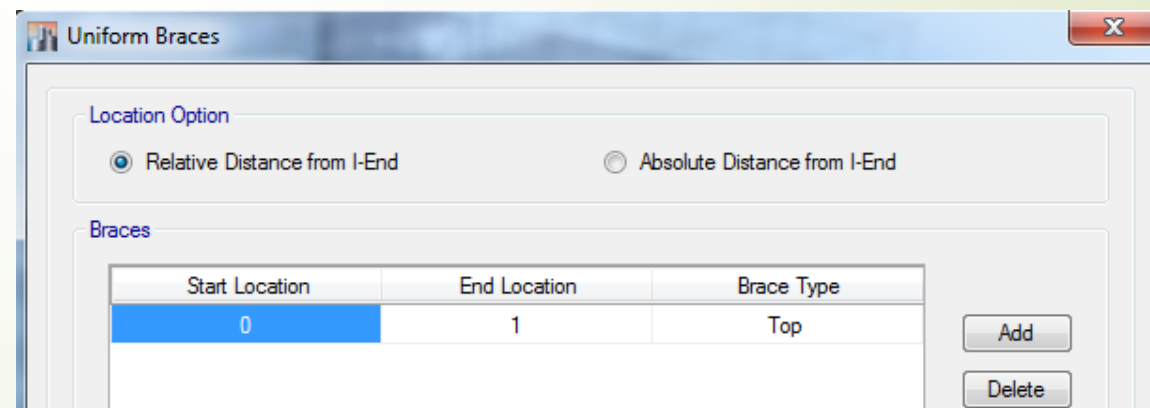 Uniform Braces
Location Option
Relative Distance from I-End Absolute Distance from I-End
Braces
Start Location End Location Brace Type
0 1 Top
Add
Delete